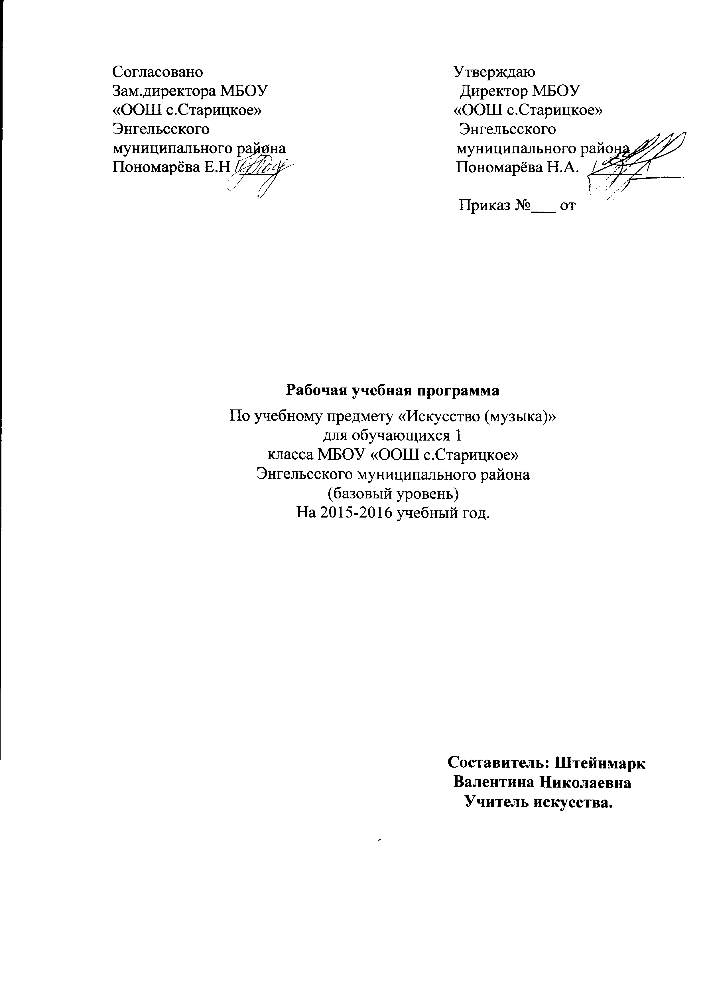 Согласовано
Зам.директора МБОУ
«ООШ с.Старицкое»
Энгельсского
муниципального района
Пономарёва Е.Н /______/
Утверждаю
Директор МБОУ
«ООШ с.Старицкое»
Энгельсского
муниципального района
Пономарёва Н.А. /______/
Приказ №___ от
Рабочая учебная программа
По учебному предмету «Искусство (музыка)»
для обучающихся 1
класса МБОУ «ООШ с.Старицкое»
Энгельсского муниципального района
(базовый уровень)
На 2015-2016 учебный год.
Составитель: Штейнмарк
Валентина Николаевна
Учитель искусства.